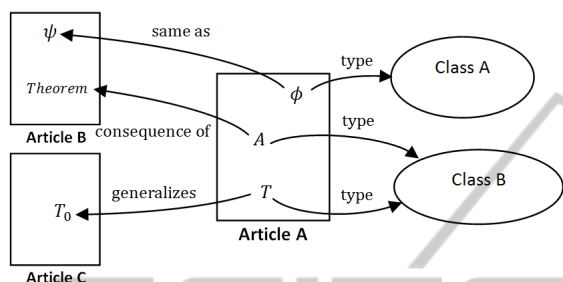 ψ
same as
Theorem
Article B
consequence of
generalizes
T₀
Article C
ϕ
A
T
Article A
type
type
type
Class A
Class B